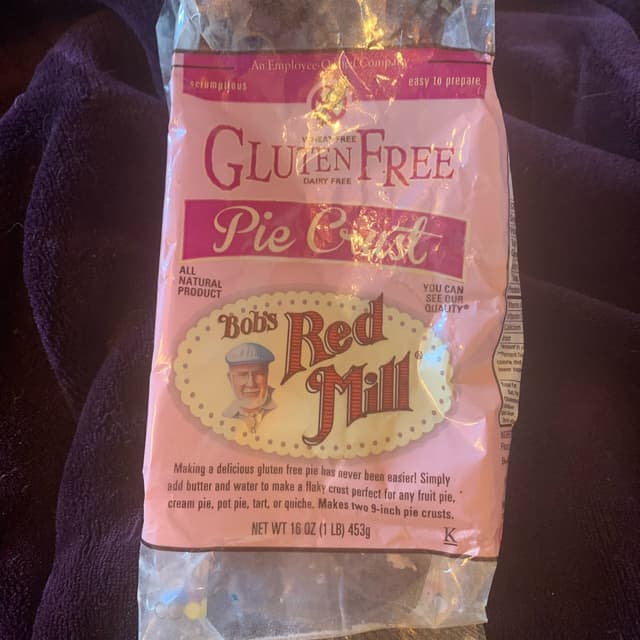 An Employee-Owned Company
scrumptious
easy to prepare
WHEAT FREE
GLUTEN FREE
DAIRY FREE
Pie Crust
ALL
NATURAL
PRODUCT
YOU CAN
SEE OUR
QUALITY®
Bob's
Red
Mill®
Making a delicious gluten free pie has never been easier! Simply
add butter and water to make a flaky crust perfect for any fruit pie,
cream pie, pot pie, tart, or quiche. Makes two 9-inch pie crusts.
NET WT 16 OZ (1 LB) 453g
K
Calcium